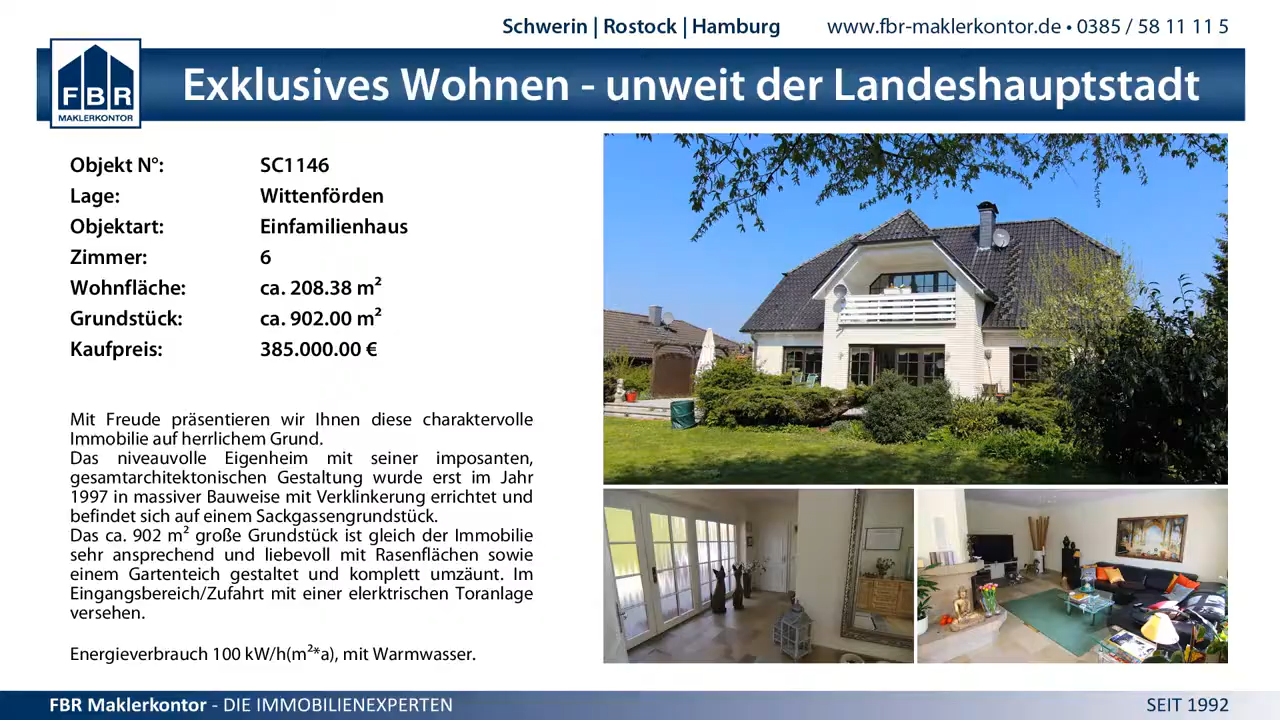 Schwerin | Rostock | Hamburg www.fbr-maklerkontor.de • 0385 / 58 11 11 5
FBR
MAKLERKONTOR
Exklusives Wohnen - unweit der Landeshauptstadt
Objekt N°: SC1146
Lage: Wittenförden
Objektart: Einfamilienhaus
Zimmer: 6
Wohnfläche: ca. 208.38 m²
Grundstück: ca. 902.00 m²
Kaufpreis: 385.000.00 €
Mit Freude präsentieren wir Ihnen diese charaktervolle
Immobilie auf herrlichem Grund.
Das niveauvolle Eigenheim mit seiner imposanten,
gesamtarchitektonischen Gestaltung wurde erst im Jahr
1997 in massiver Bauweise mit Verklinkerung errichtet und
befindet sich auf einem Sackgassengrundstück.
Das ca. 902 m² große Grundstück ist gleich der Immobilie
sehr ansprechend und liebevoll mit Rasenflächen sowie
einem Gartenteich gestaltet und komplett umzäunt. Im
Eingangsbereich/Zufahrt mit einer elerktrischen Toranlage
versehen.
Energieverbrauch 100 kW/h(m²*a), mit Warmwasser.
FBR Maklerkontor - DIE IMMOBILIENEXPERTEN SEIT 1992